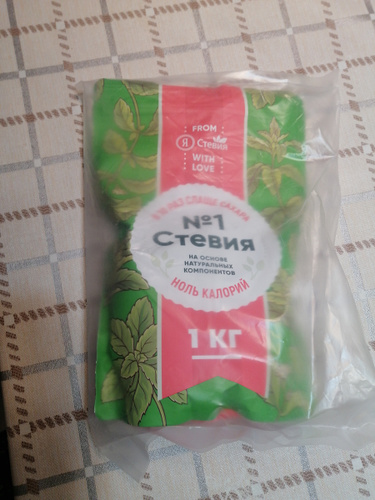 FROM
Я Стевия
WITH
LOVE
РАЗ СЛАЩЕ САХАРА
№1
Стевия
НА ОСНОВЕ
НАТУРАЛЬНЫХ
КОМПОНЕНТОВ
НОЛЬ КАЛОРИЙ
1 КГ